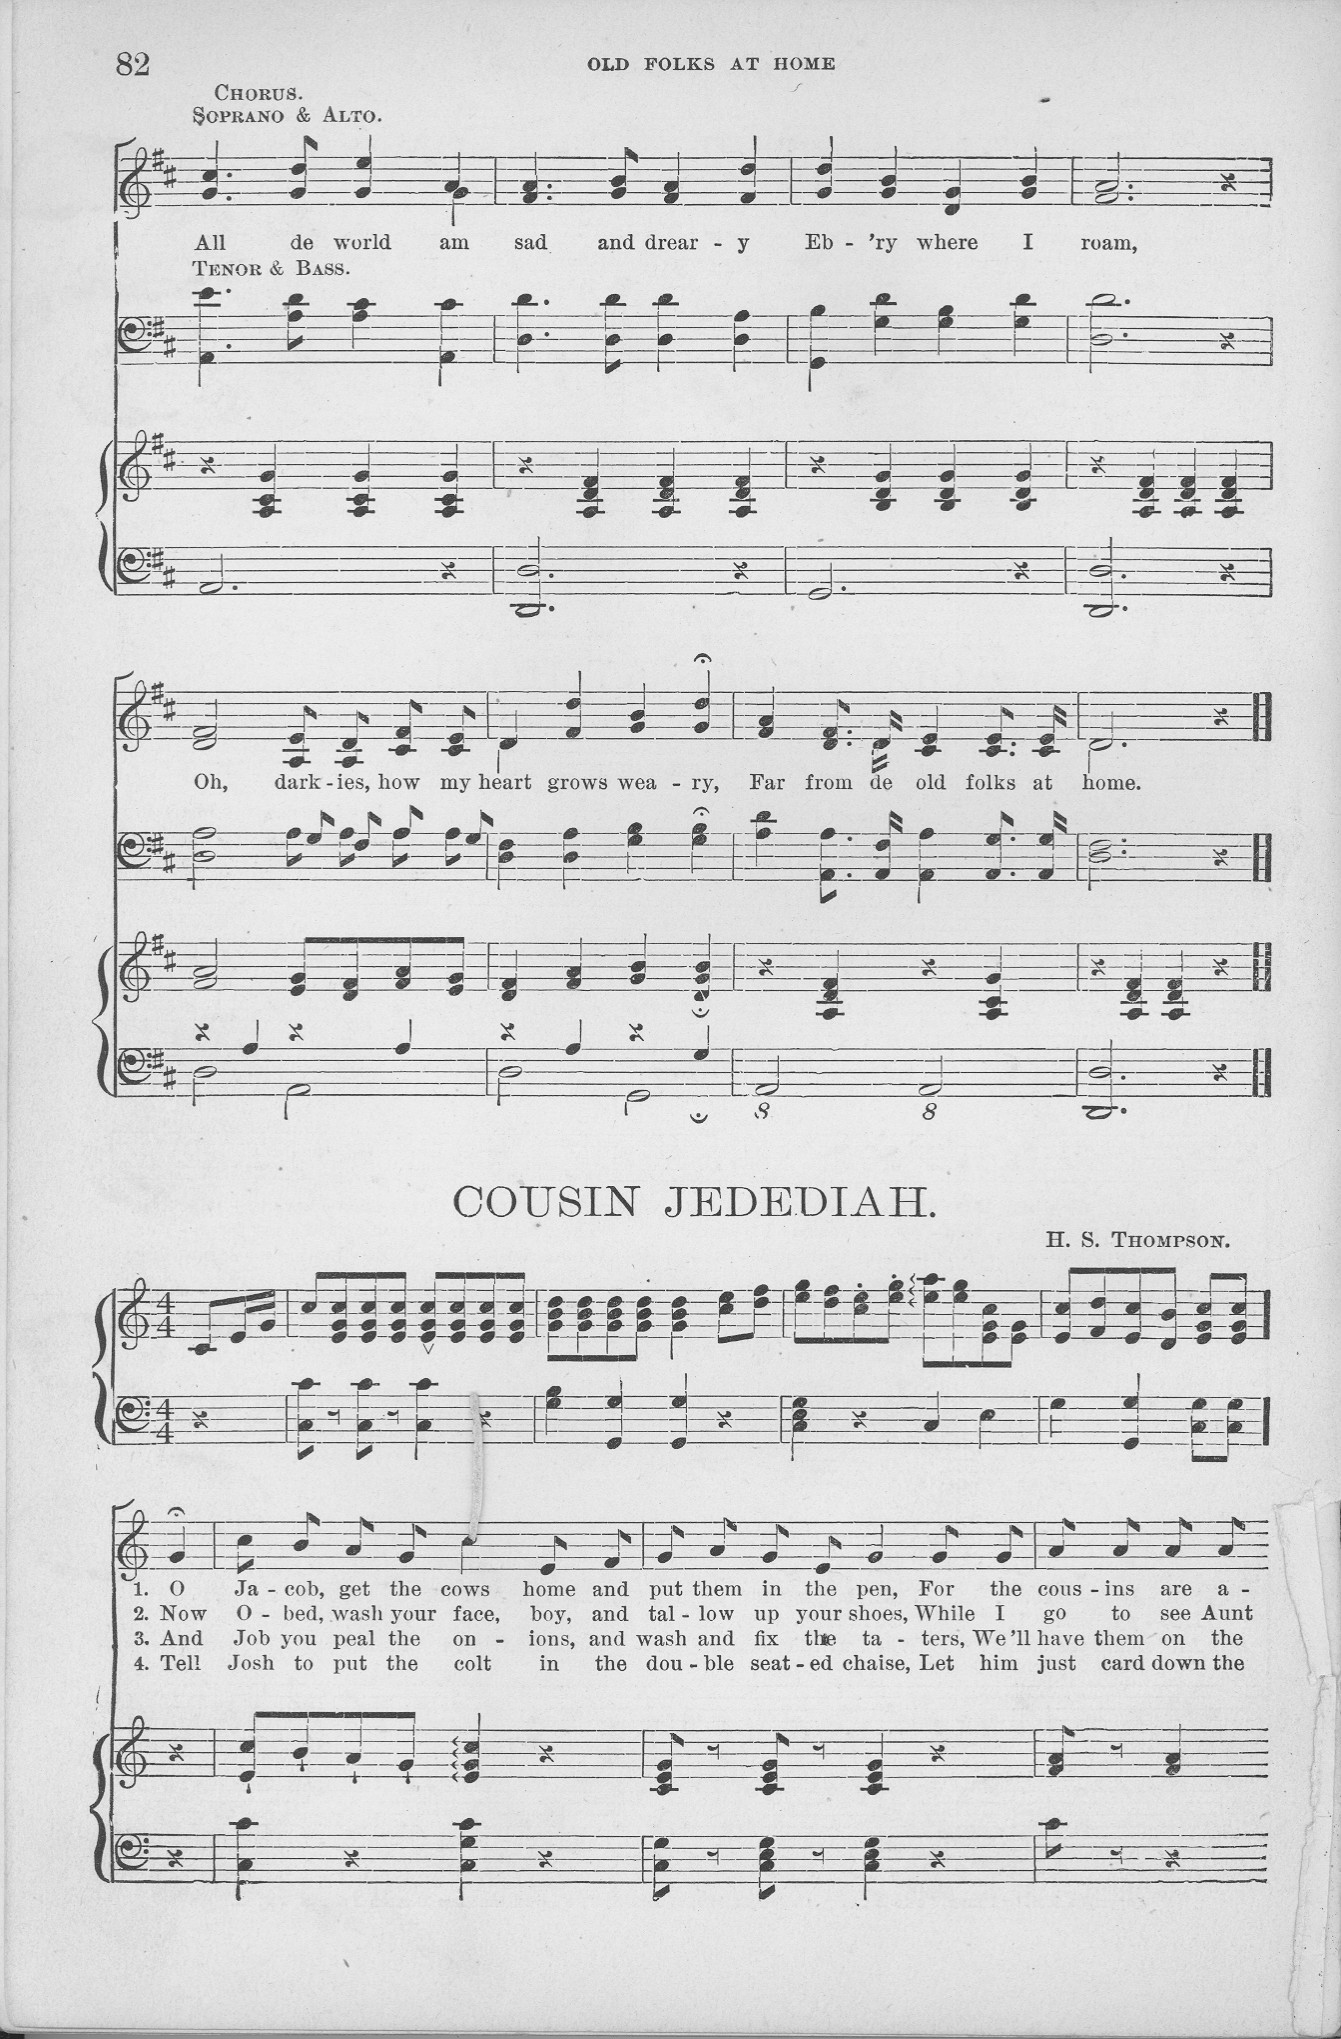 82
OLD FOLKS AT HOME
CHORUS.
SOPRANO & ALTO.
All de world am sad and drear - y Eb - 'ry where I roam,
TENOR & BASS.
Oh, dark - ies, how my heart grows wea - ry, Far from de old folks at home.
8 8
COUSIN JEDEDIAH.
H. S. THOMPSON.
1. O Ja - cob, get the cows home and put them in the pen, For the cous - ins are a -
2. Now O - bed, wash your face, boy, and tal - low up your shoes, While I go to see Aunt
3. And Job you peal the on - ions, and wash and fix the ta - ters, We'll have them on the
4. Tell Josh to put the colt in the dou - ble seat - ed chaise, Let him just card down the